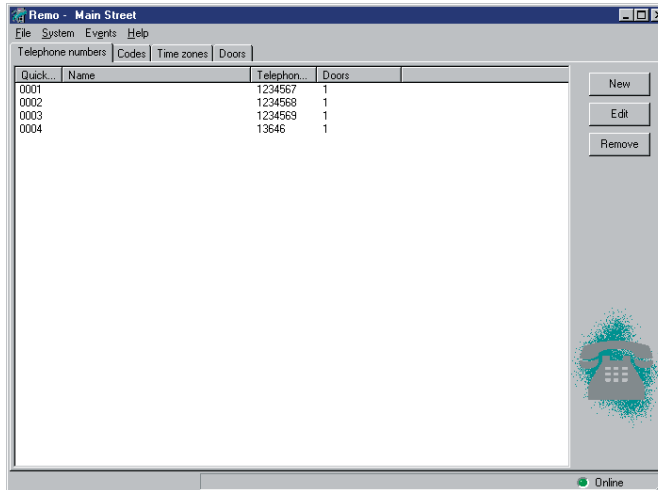 Remo - Main Street
File System Events Help
Telephone numbers Codes Time zones Doors
Quick... Name Telephon... Doors
0001 1234567 1
0002 1234568 1
0003 1234569 1
0004 13646 1
New
Edit
Remove
Online